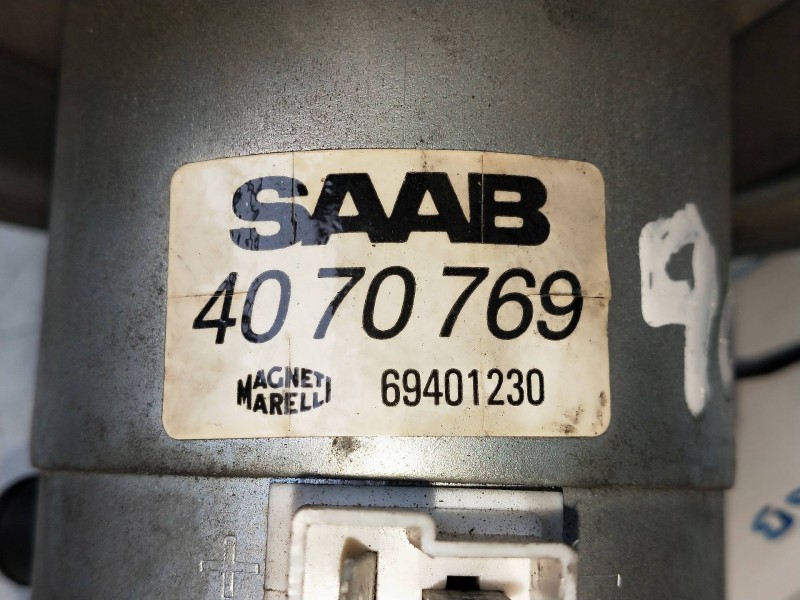 SAAB
40 70 769
MAGNETI
MARELLI
69401230
+
-